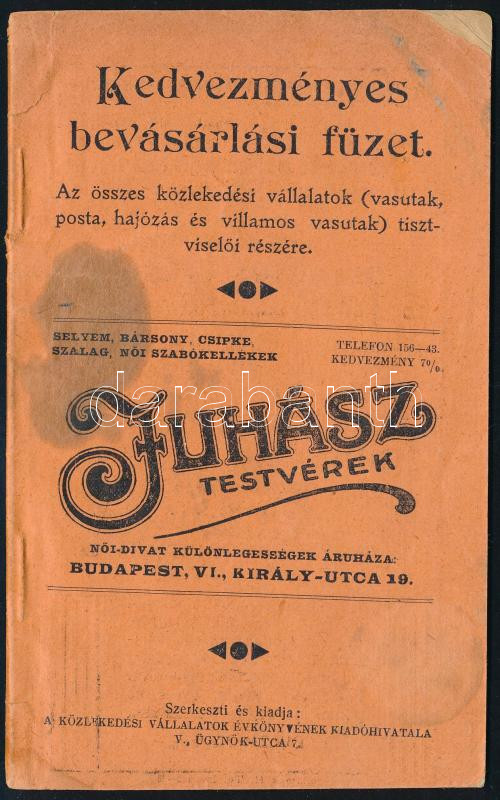 Kedvezményes
bevásárlási füzet.
Az összes közlekedési vállalatok (vasutak,
posta, hajózás és villamos vasutak) tiszt-
viselői részére.
SELYEM, BÁRSONY, CSIPKE,
SZALAG, NŐI SZABÓKELLÉKEK
TELEFON 156—43.
KEDVEZMÉNY 7%.
darabanth
JUHÁSZ
TESTVÉREK
NŐI-DIVAT KÜLÖNLEGESSÉGEK ÁRUHÁZA:
BUDAPEST, VI., KIRÁLY-UTCA 19.
Szerkeszti és kiadja:
A KÖZLEKEDÉSI VÁLLALATOK ÉVKÖNYVÉNEK KIADÓHIVATALA
V., ÜGYNÖK-UTCA 7.